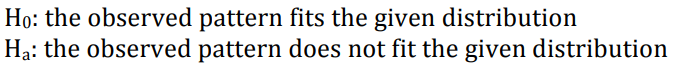 H₀: the observed pattern fits the given distribution
Hₐ: the observed pattern does not fit the given distribution